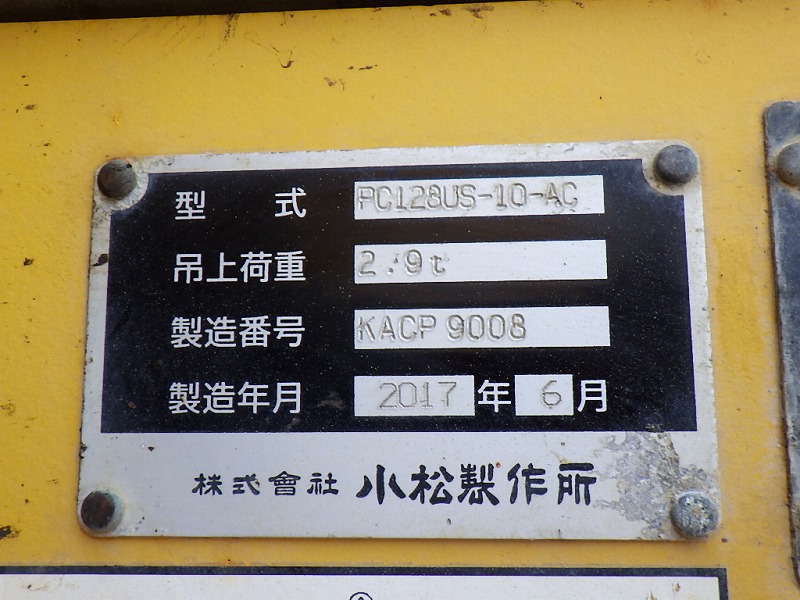 型 式 PC128US-10-AC
吊上荷重 2.9t
製造番号 KACP 9008
製造年月 2017 年 6 月
株式會社 小松製作所